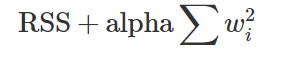 RSS + alpha ∑ w_i^2